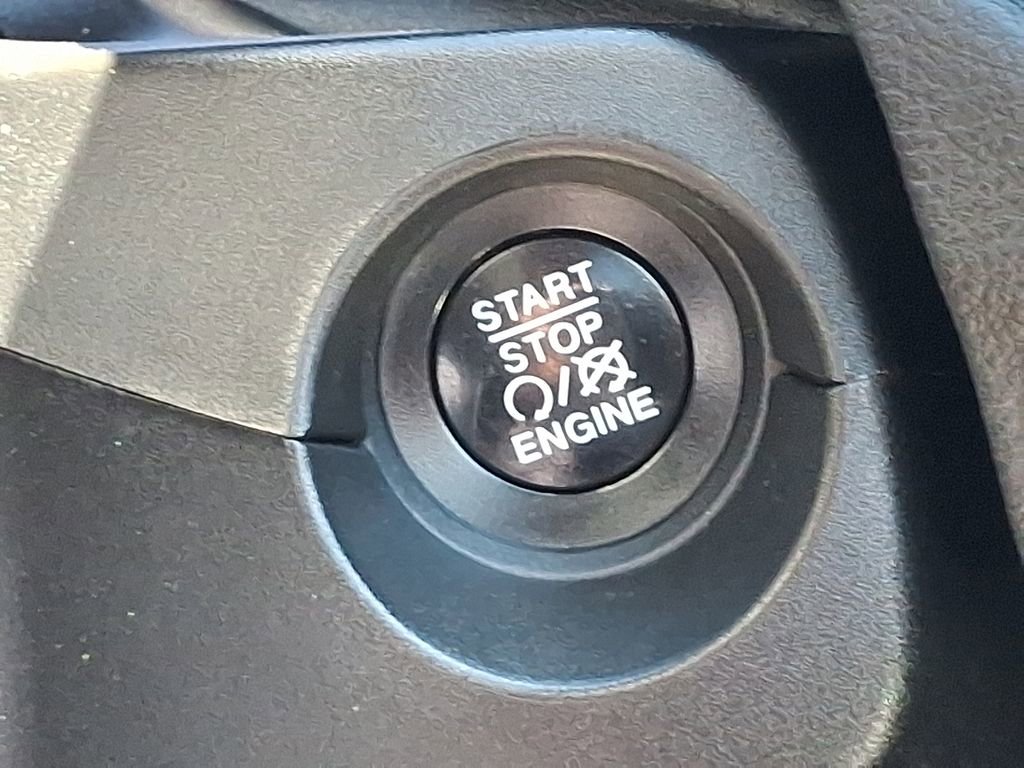 START
STOP
/
ENGINE